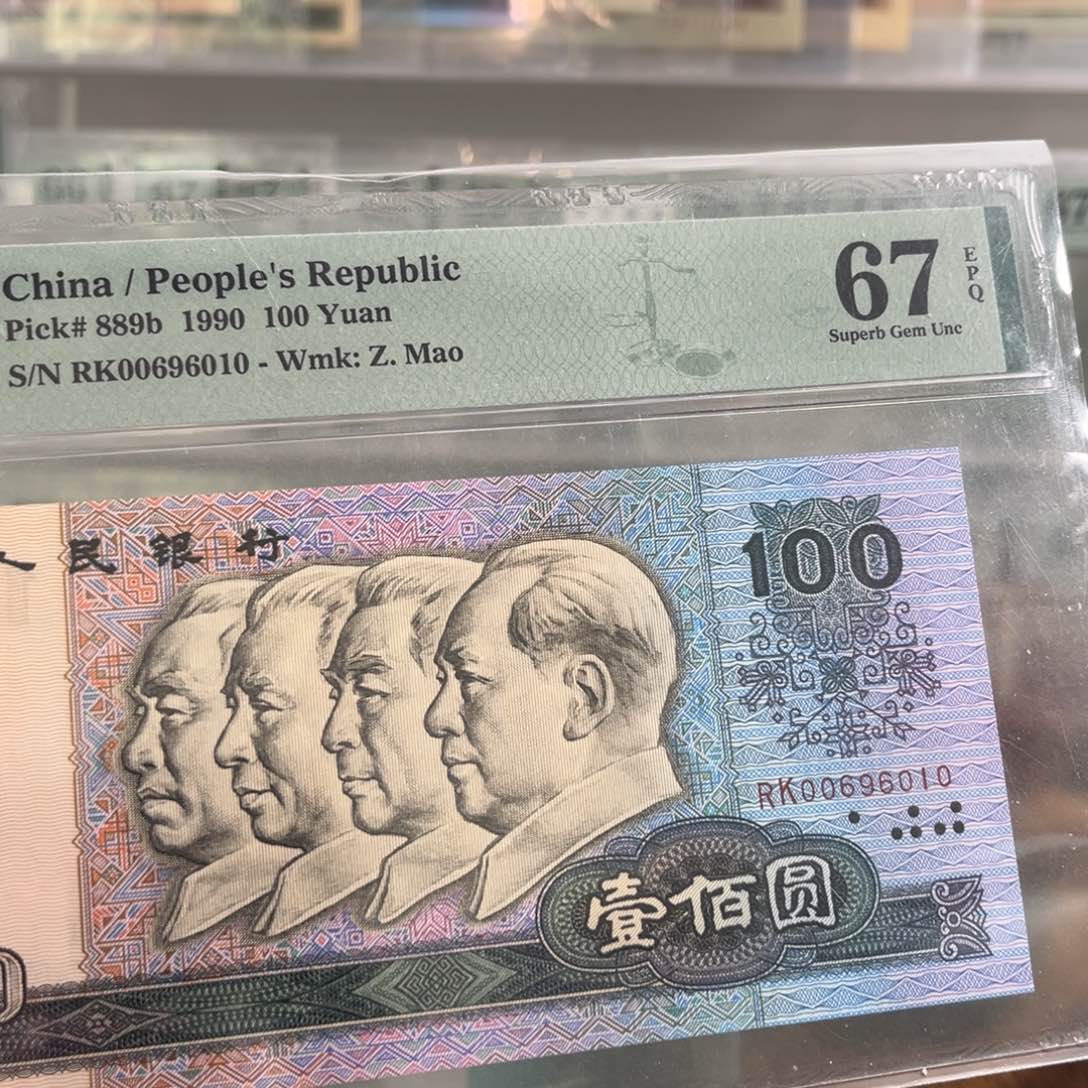 China / People's Republic
Pick# 889b 1990 100 Yuan
S/N RK00696010 - Wmk: Z. Mao
67
EPQ
Superb Gem Unc
人民银行
100
RK00696010
壹佰圆